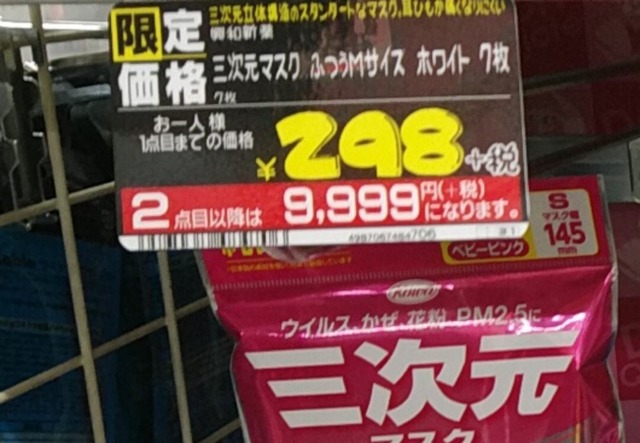 三次元立体構造のスタンダードなマスク。耳ひもが痛くなりにくい
興和新薬
限定
価格
三次元マスク ふつうMサイズ ホワイト 7枚
7枚
お一人様
1点目までの価格
¥298+税
2点目以降は 9,999円(+税)になります。
ベビーピンク
S
マスク幅
145
mm
Kowa
ウイルス かぜ 花粉 PM2.5に
三次元
マスク